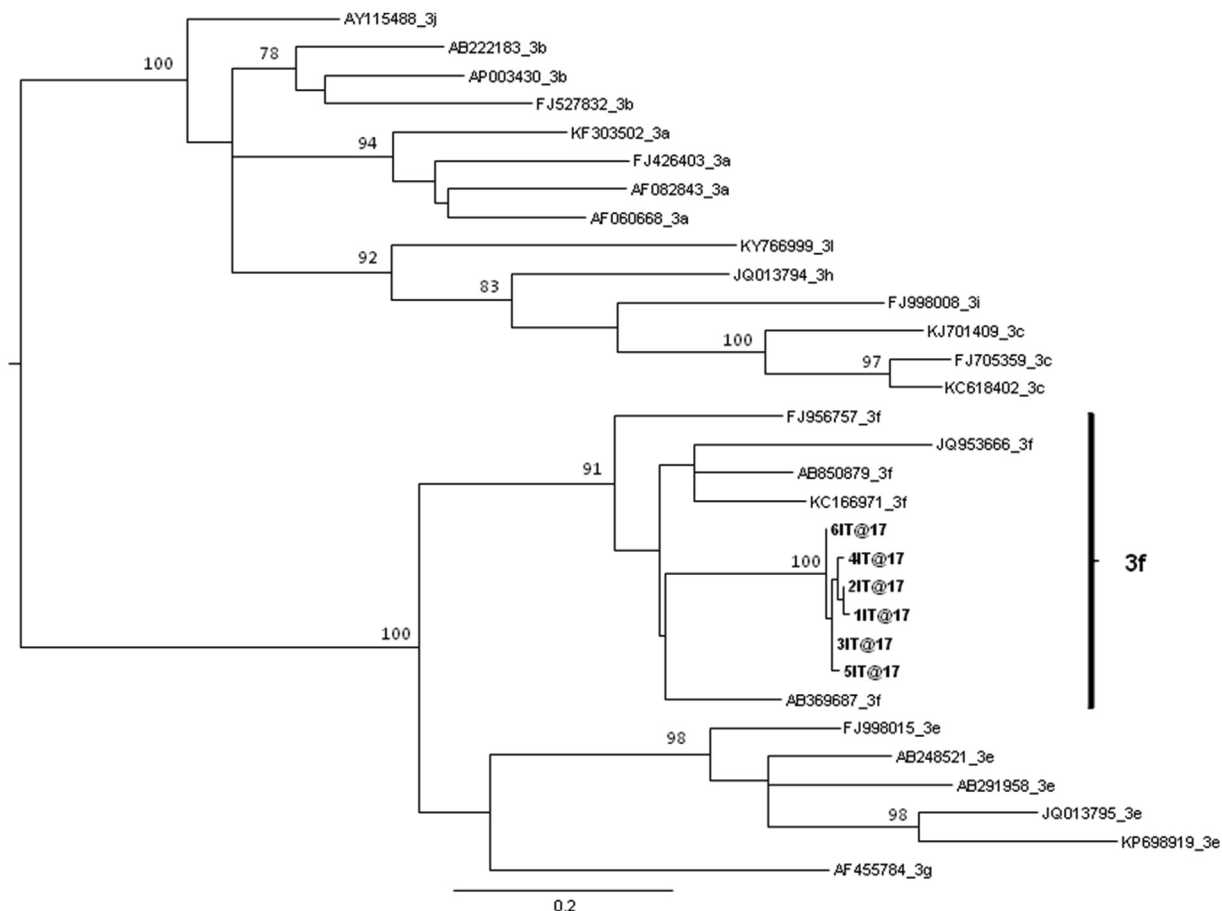 AY115488_3j
78
AB222183_3b
100
AP003430_3b
FJ527832_3b
KF303502_3a
94
FJ426403_3a
AF082843_3a
AF060668_3a
KY766999_3l
92
JQ013794_3h
83
FJ998008_3i
KJ701409_3c
100
FJ705359_3c
97
KC618402_3c
FJ956757_3f
JQ953666_3f
91
AB850879_3f
KC166971_3f
6IT@17
100
4IT@17
3f
2IT@17
1IT@17
100
3IT@17
5IT@17
AB369687_3f
FJ998015_3e
98
AB248521_3e
AB291958_3e
98
JQ013795_3e
KP698919_3e
AF455784_3g
0.2